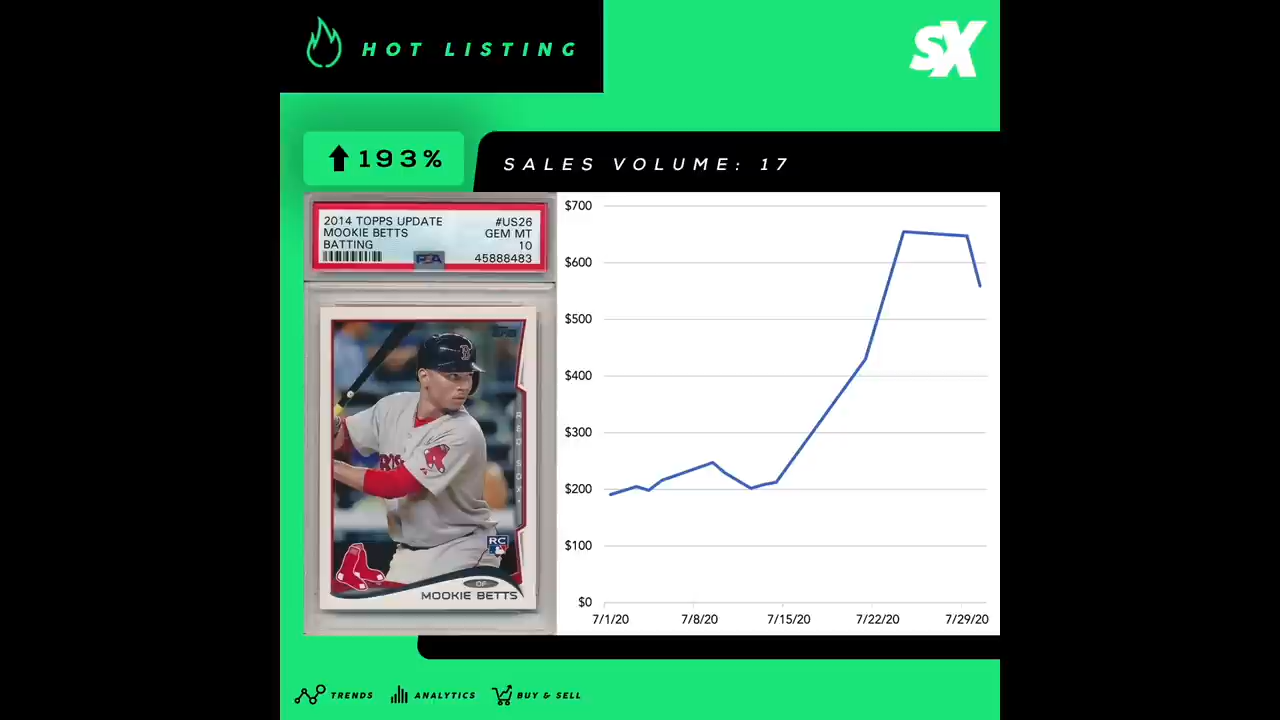 HOT LISTING
SX
193%
SALES VOLUME: 17
2014 TOPPS UPDATE #US26
MOOKIE BETTS GEM MT
BATTING 10
PSA 45888483
Topps
RED SOX
B
RC
OF
MOOKIE BETTS
$700
$600
$500
$400
$300
$200
$100
$0
7/1/20 7/8/20 7/15/20 7/22/20 7/29/20
TRENDS ANALYTICS BUY & SELL